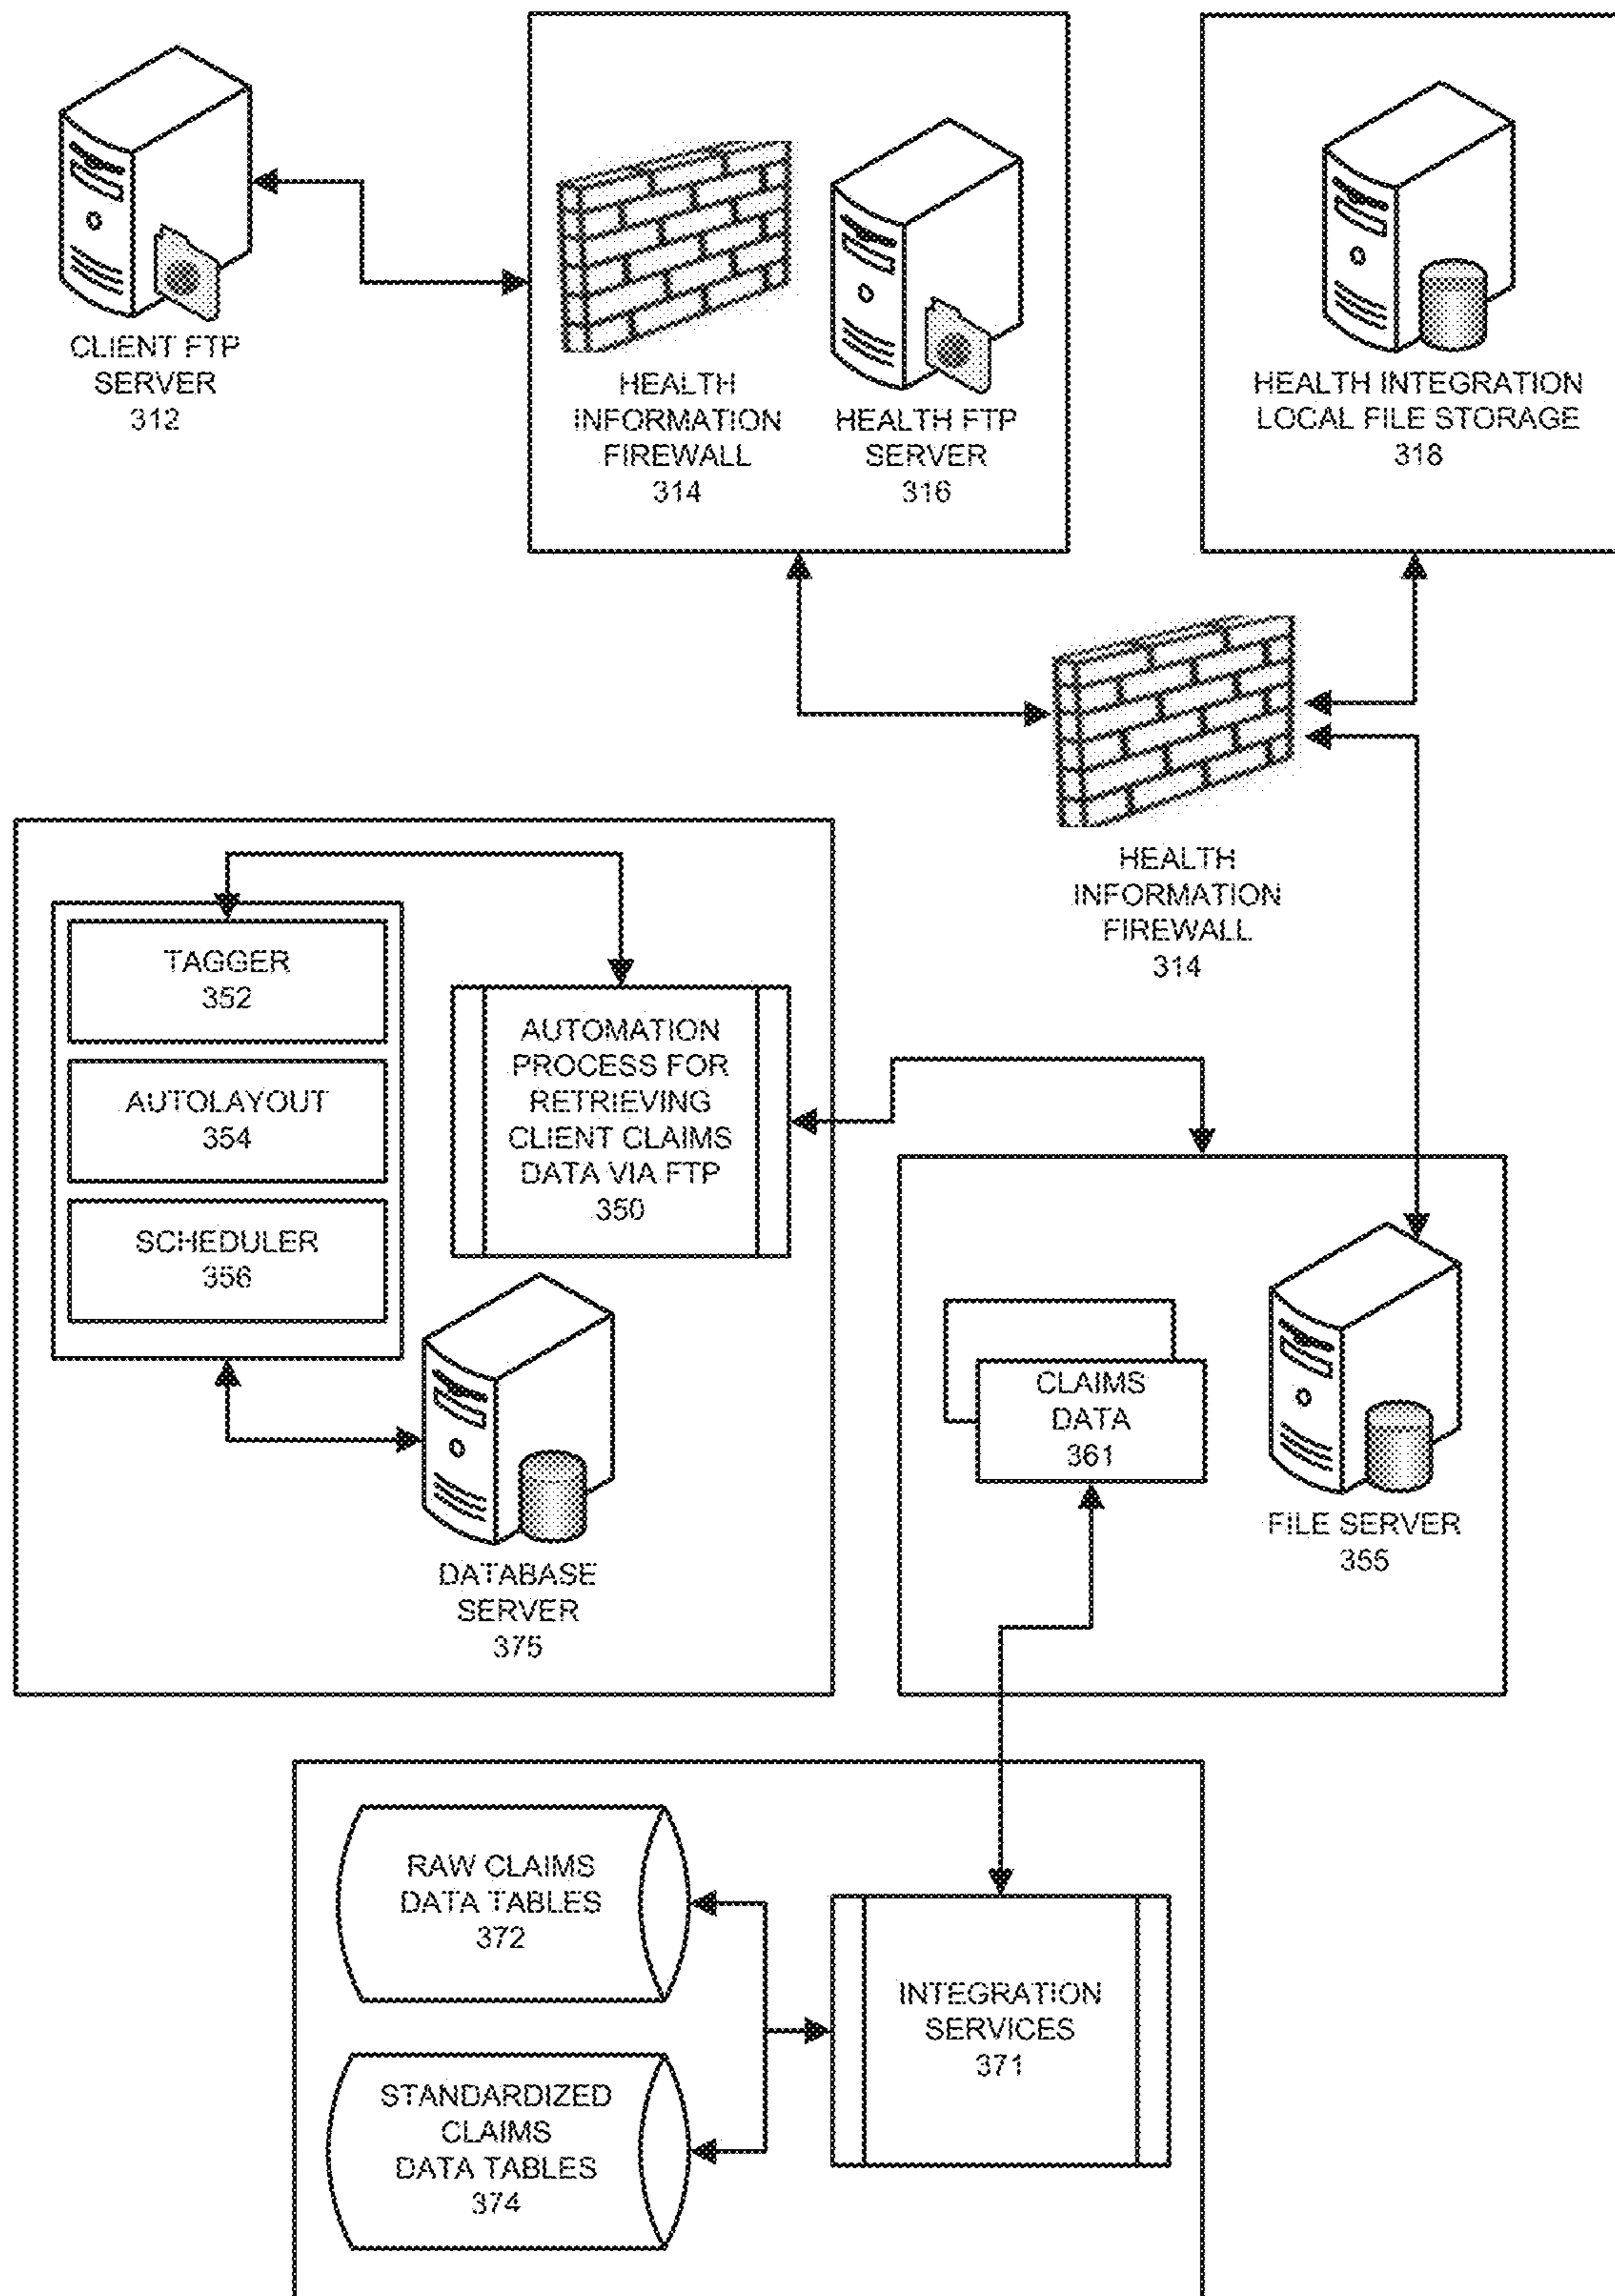 CLIENT FTP
SERVER
312
HEALTH
INFORMATION
FIREWALL
314
HEALTH FTP
SERVER
316
HEALTH INTEGRATION
LOCAL FILE STORAGE
318
HEALTH
INFORMATION
FIREWALL
314
TAGGER
352
AUTOLAYOUT
354
SCHEDULER
356
AUTOMATION
PROCESS FOR
RETRIEVING
CLIENT CLAIMS
DATA VIA FTP
350
DATABASE
SERVER
375
CLAIMS
DATA
361
FILE SERVER
355
RAW CLAIMS
DATA TABLES
372
STANDARDIZED
CLAIMS
DATA TABLES
374
INTEGRATION
SERVICES
371